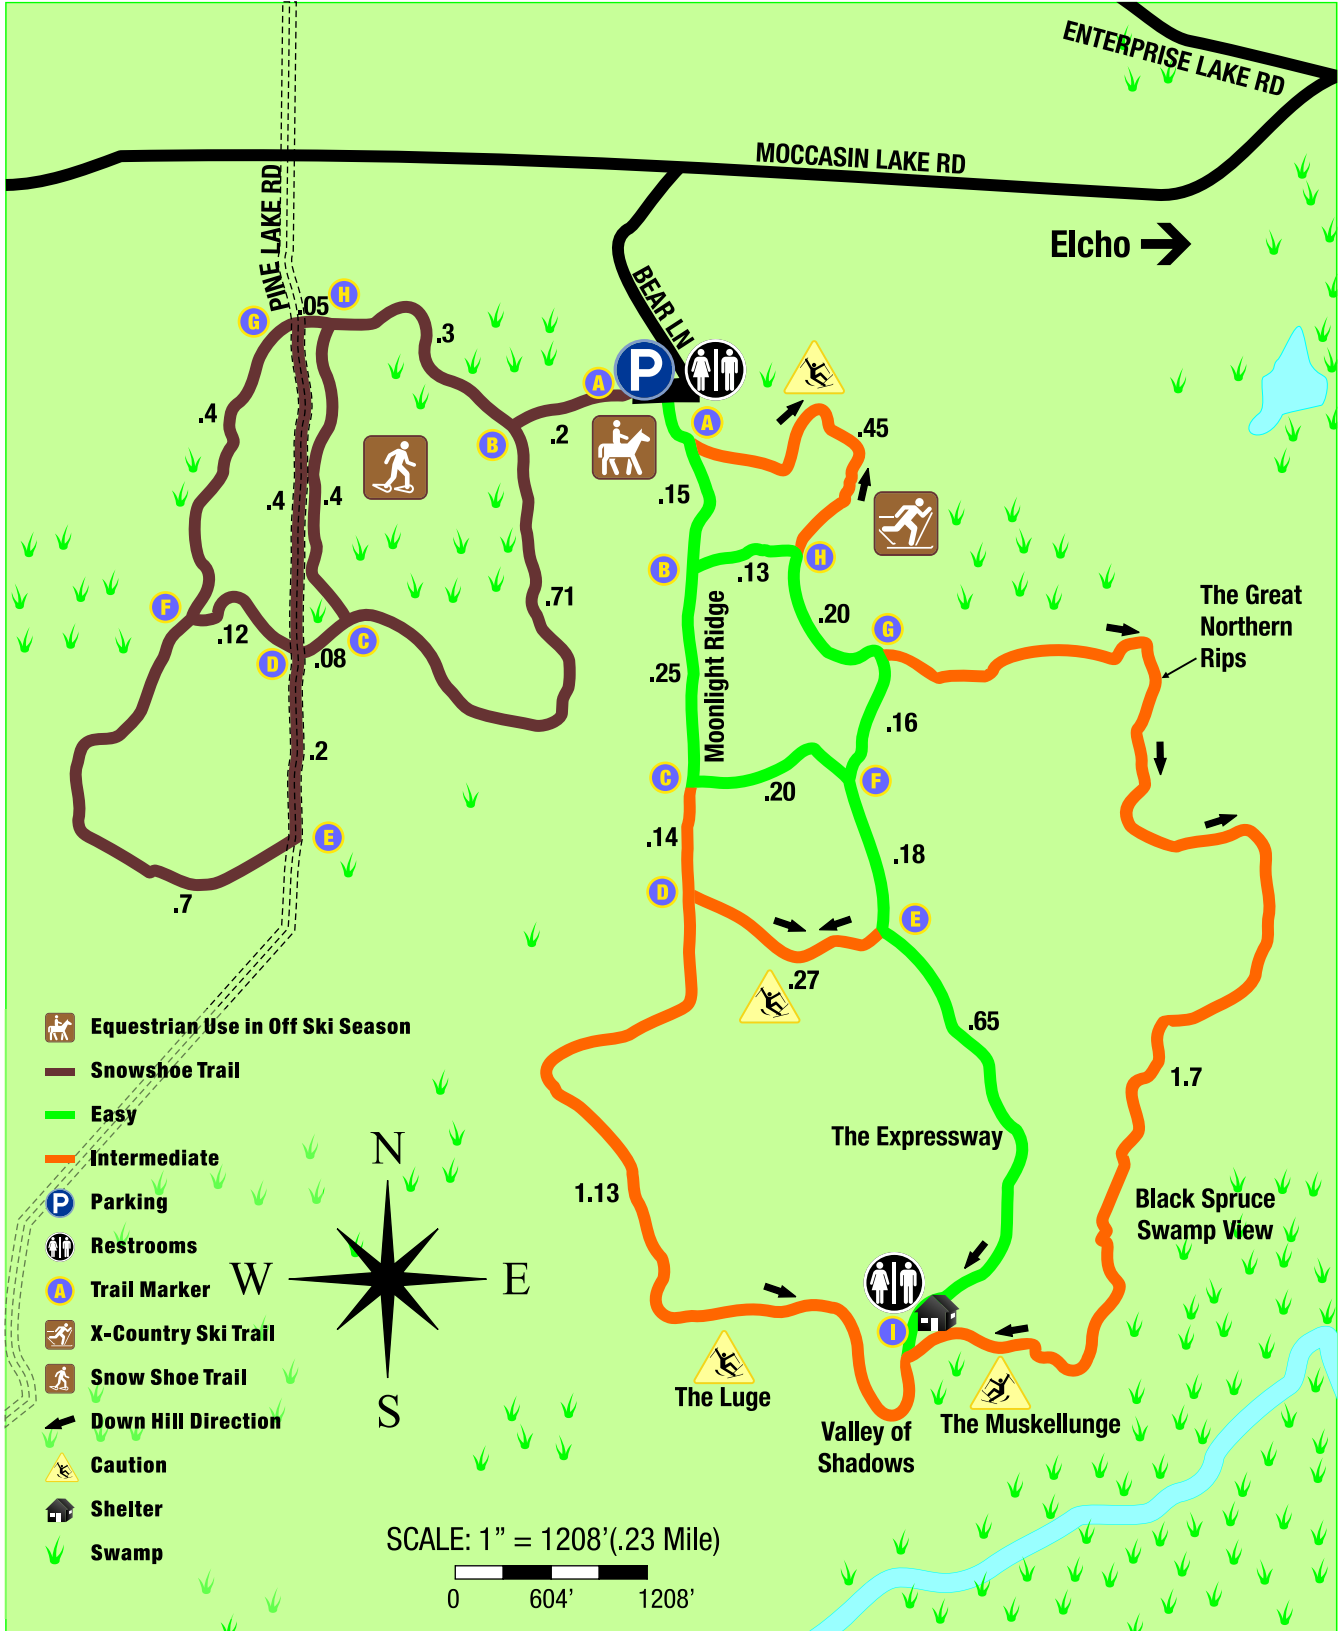 ENTERPRISE LAKE RD
MOCCASIN LAKE RD
PINE LAKE RD
Elcho
BEAR LN
H
.05
G
.3
P
A
A
.4
B
.2
.45
.15
.4
.4
B
.13
H
The Great
Northern
Rips
.71
F
.12
C
D
.08
.20
G
Moonlight Ridge
.25
.2
.16
C
.20
F
E
.14
.18
.7
D
E
.27
.65
Equestrian Use in Off Ski Season
Snowshoe Trail
Easy
Intermediate
P
Parking
Restrooms
A
Trail Marker
X-Country Ski Trail
Snow Shoe Trail
Down Hill Direction
Caution
Shelter
Swamp
N
W
E
S
1.7
The Expressway
1.13
Black Spruce
Swamp View
I
The Luge
The Muskellunge
Valley of
Shadows
SCALE: 1" = 1208'(.23 Mile)
0 604' 1208'